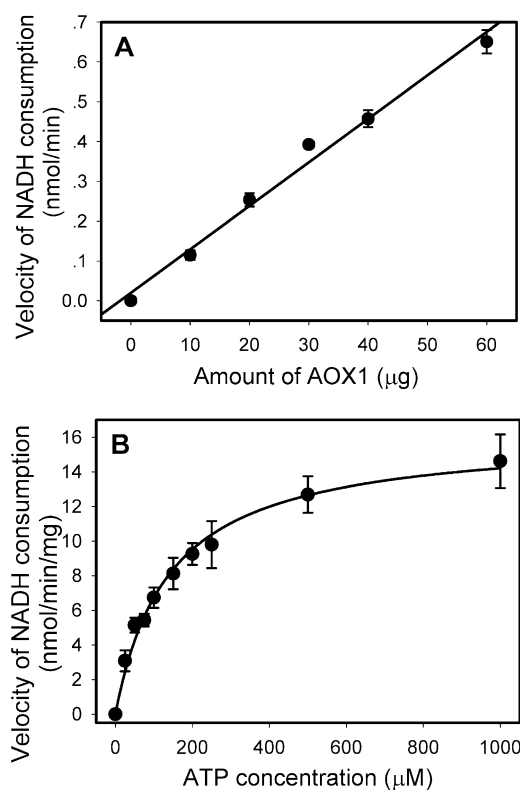 A
Velocity of NADH consumption
(nmol/min)
.7
.6
.5
.4
.3
.2
.1
0.0
0 10 20 30 40 50 60
Amount of AOX1 (μg)
B
Velocity of NADH consumption
(nmol/min/mg)
16
14
12
10
8
6
4
2
0
0 200 400 600 800 1000
ATP concentration (μM)